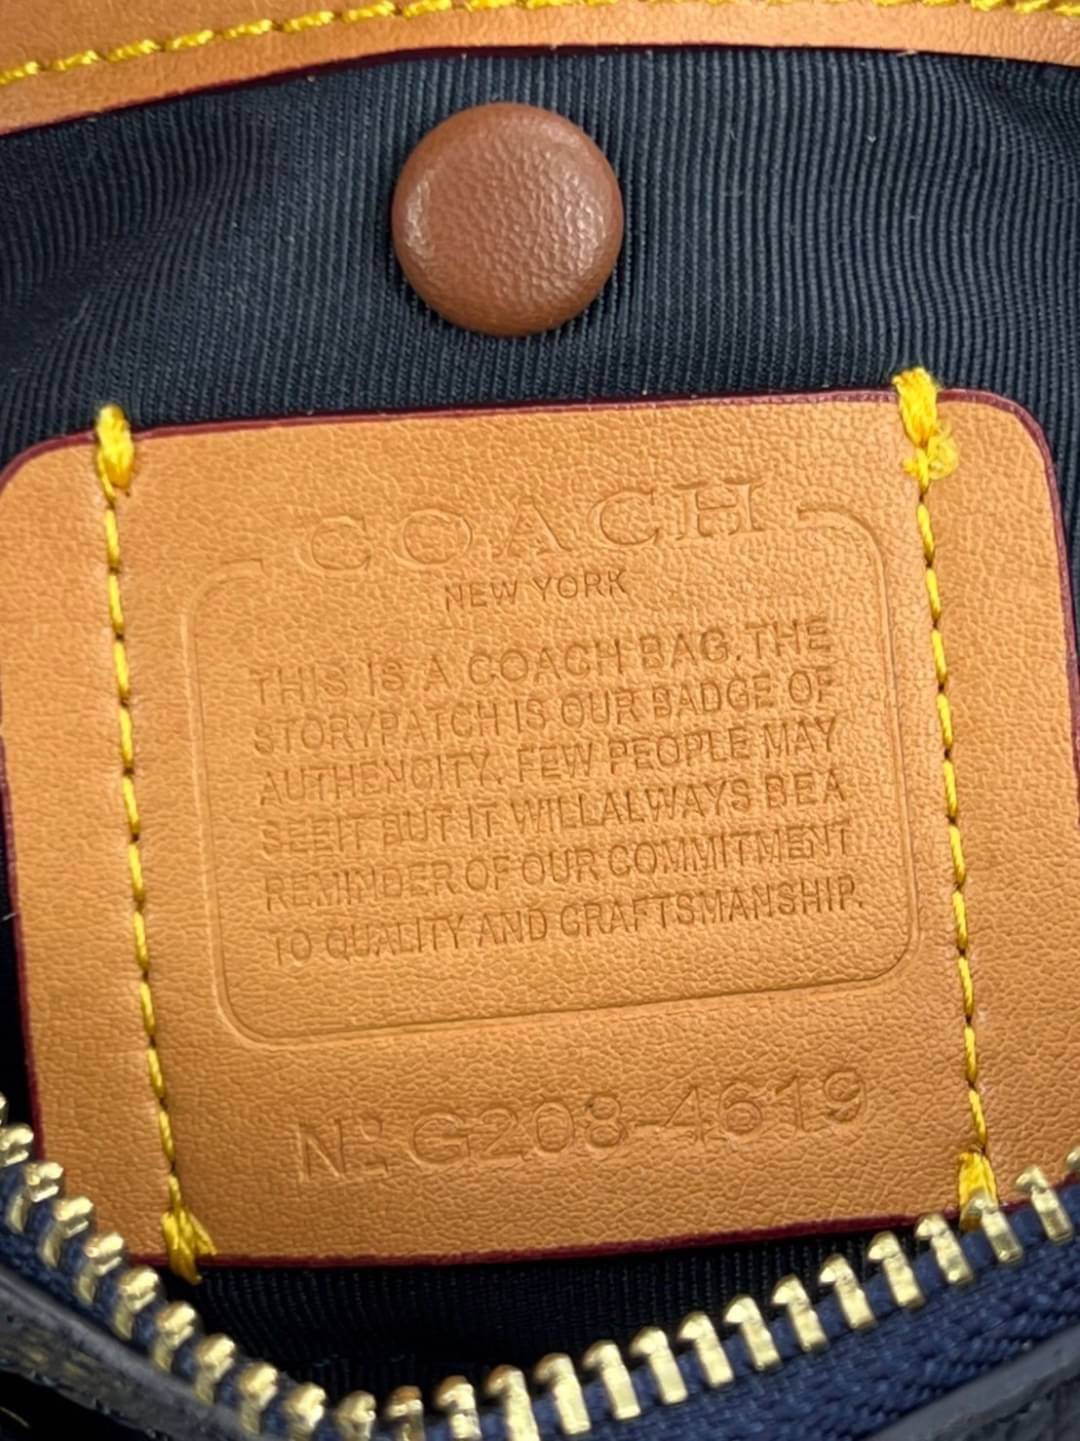 COACH
NEW YORK
THIS IS A COACH BAG. THE
STORYPATCH IS OUR BADGE OF
AUTHENCITY. FEW PEOPLE MAY
SEEIT BUT IT WILLALWAYS BE A
REMINDER OF OUR COMMITMENT
TO QUALITY AND CRAFTSMANSHIP.
No G208-4619